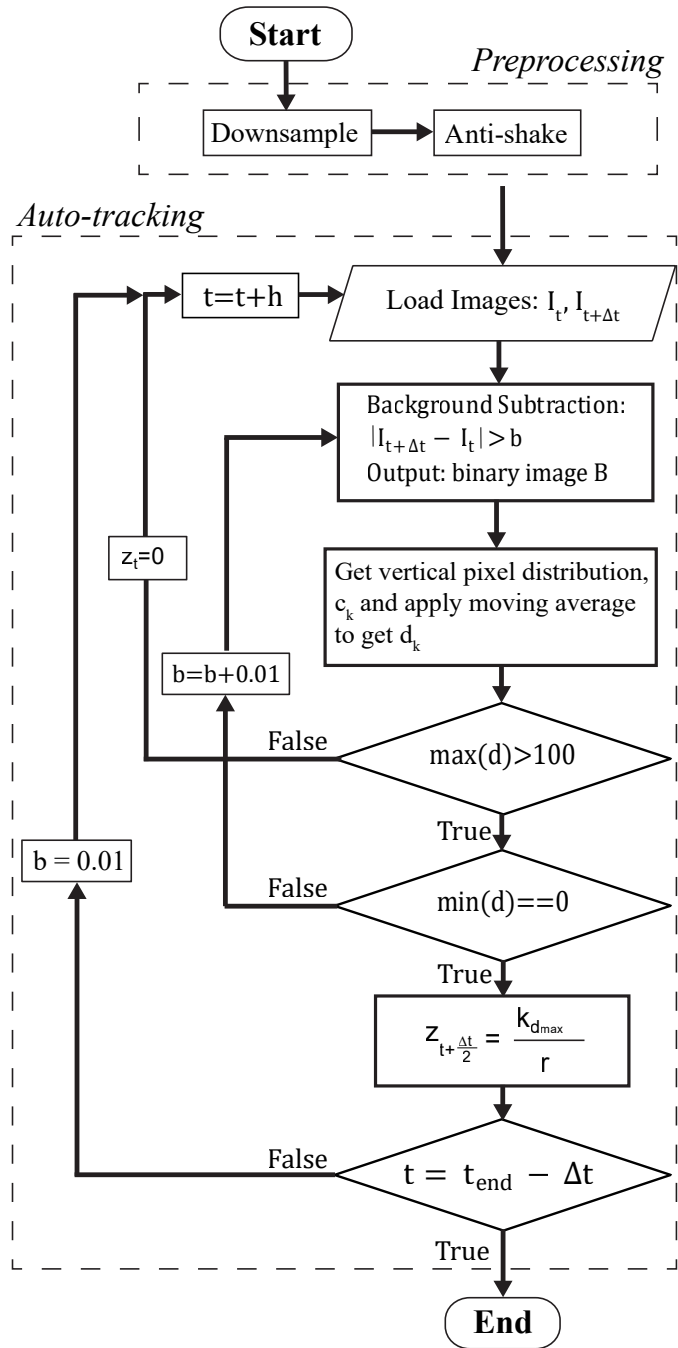 Start
Preprocessing
Downsample
Anti-shake
Auto-tracking
t=t+h
Load Images: I_t, I_{t+Δt}
Background Subtraction:
|I_{t+Δt} − I_t| > b
Output: binary image B
z_t=0
Get vertical pixel distribution,
c_k and apply moving average
to get d_k
b=b+0.01
False
max(d)>100
True
b = 0.01
False
min(d)==0
True
z_{t+Δt/2} = k_{d_max}/r
False
t = t_end − Δt
True
End